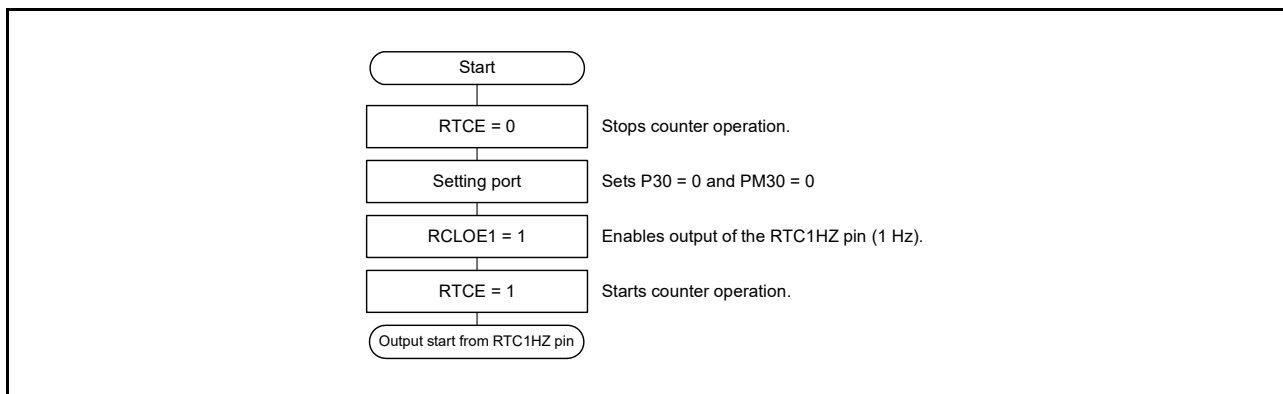 Start
RTCE = 0 Stops counter operation.
Setting port Sets P30 = 0 and PM30 = 0
RCLOE1 = 1 Enables output of the RTC1HZ pin (1 Hz).
RTCE = 1 Starts counter operation.
Output start from RTC1HZ pin